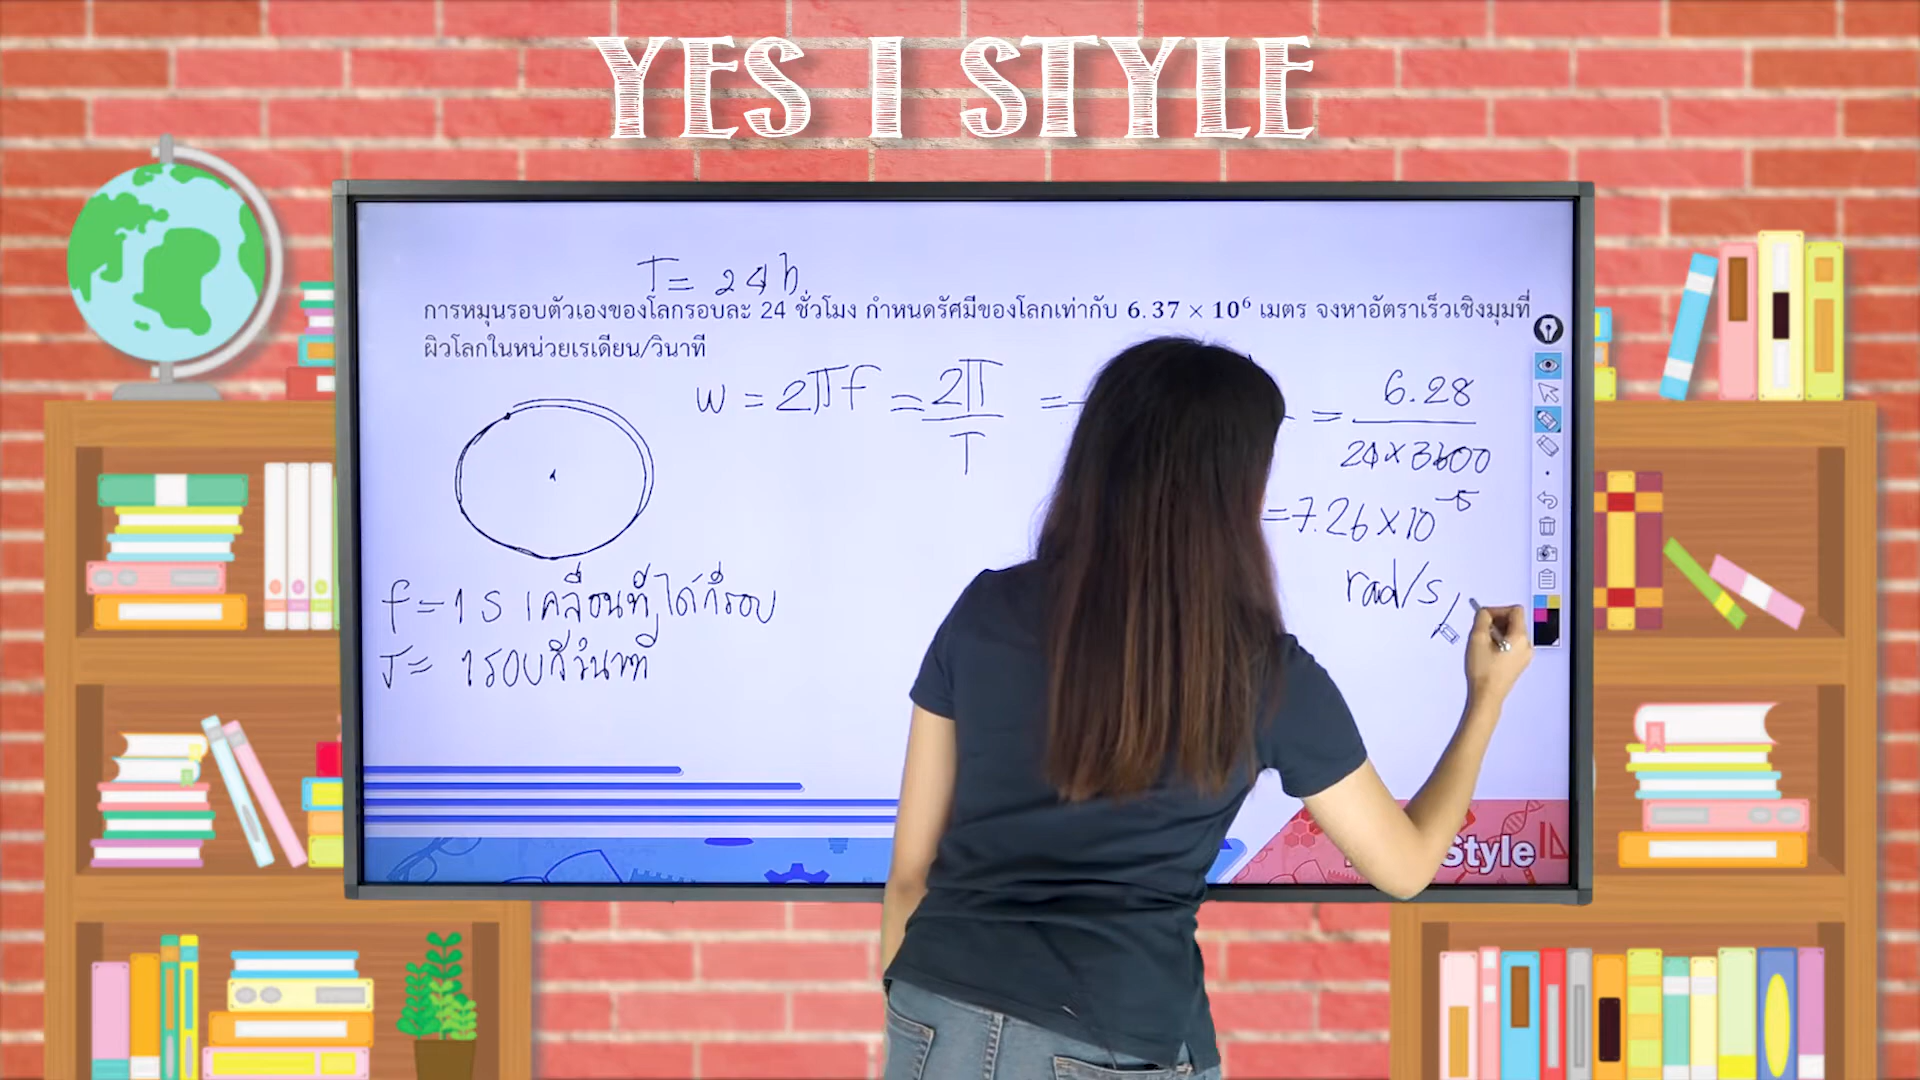 YES I STYLE
T = 24 h
การหมุนรอบตัวเองของโลกรอบละ 24 ชั่วโมง กำหนดรัศมีของโลกเท่ากับ 6.37 × 10⁶ เมตร จงหาอัตราเร็วเชิงมุมที่
ผิวโลกในหน่วยเรเดียน/วินาที
w = 2πf = 2π/T = = 6.28/24×3600
=7.26×10⁻⁵
rad/s
f = 1 s เคลื่อนที่ได้กี่รอบ
T = 1 รอบกี่วินาที
Style